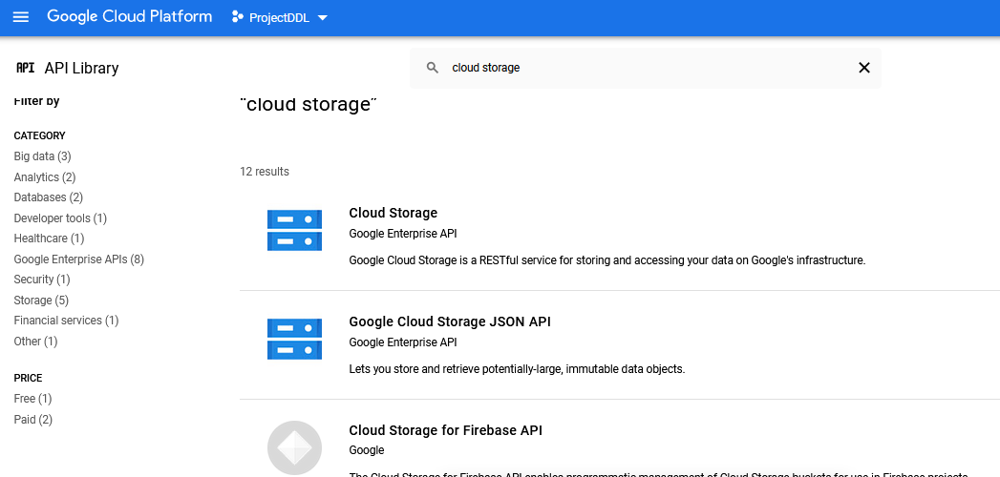 Google Cloud Platform
ProjectDDL
API API Library
cloud storage
Filter by
"cloud storage"
CATEGORY
Big data (3)
Analytics (2)
Databases (2)
Developer tools (1)
Healthcare (1)
Google Enterprise APIs (8)
Security (1)
Storage (5)
Financial services (1)
Other (1)
PRICE
Free (1)
Paid (2)
12 results
Cloud Storage
Google Enterprise API
Google Cloud Storage is a RESTful service for storing and accessing your data on Google's infrastructure.
Google Cloud Storage JSON API
Google Enterprise API
Lets you store and retrieve potentially-large, immutable data objects.
Cloud Storage for Firebase API
Google
The Cloud Storage for Firebase API enables programmatic management of Cloud Storage buckets for use in Firebase projects